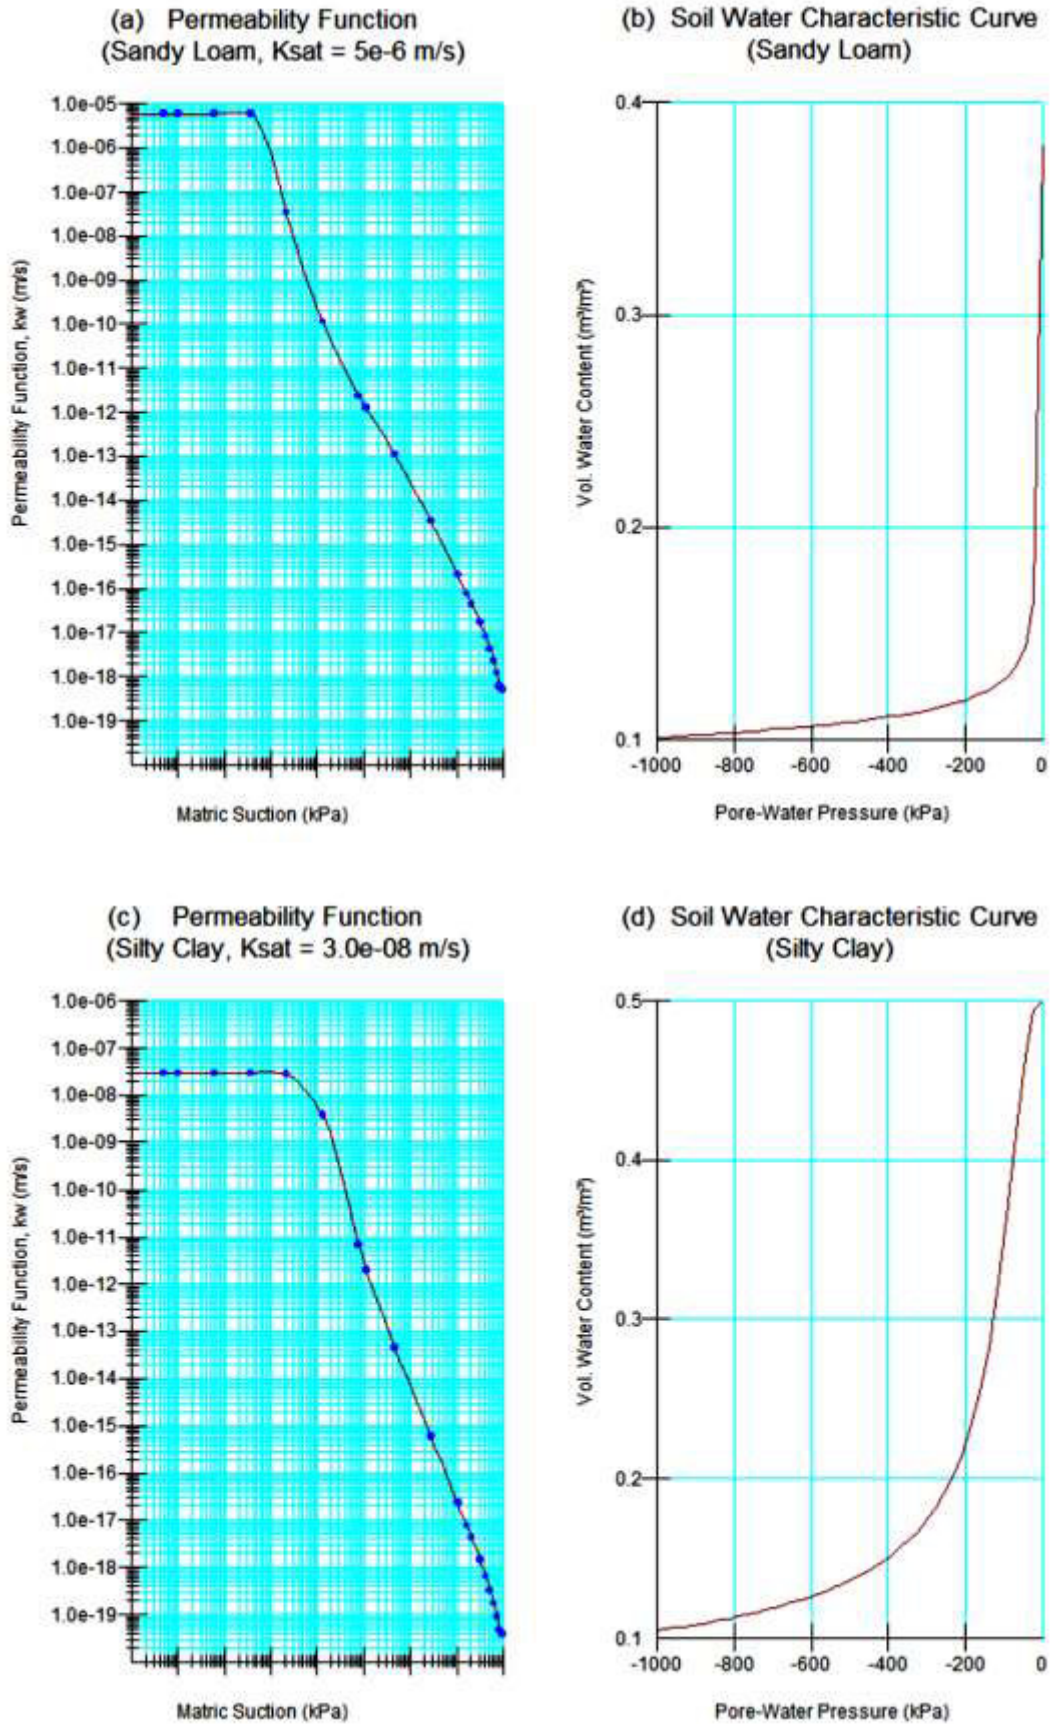 (a) Permeability Function
(Sandy Loam, Ksat = 5e-6 m/s)
1.0e-05
1.0e-06
1.0e-07
1.0e-08
1.0e-09
1.0e-10
1.0e-11
1.0e-12
1.0e-13
1.0e-14
1.0e-15
1.0e-16
1.0e-17
1.0e-18
1.0e-19
Permeability Function, kw (m/s)
Matric Suction (kPa)
(b) Soil Water Characteristic Curve
(Sandy Loam)
0.4
0.3
0.2
0.1
Vol. Water Content (m³/m³)
-1000 -800 -600 -400 -200 0
Pore-Water Pressure (kPa)
(c) Permeability Function
(Silty Clay, Ksat = 3.0e-08 m/s)
1.0e-06
1.0e-07
1.0e-08
1.0e-09
1.0e-10
1.0e-11
1.0e-12
1.0e-13
1.0e-14
1.0e-15
1.0e-16
1.0e-17
1.0e-18
1.0e-19
Permeability Function, kw (m/s)
Matric Suction (kPa)
(d) Soil Water Characteristic Curve
(Silty Clay)
0.5
0.4
0.3
0.2
0.1
Vol. Water Content (m³/m³)
-1000 -800 -600 -400 -200 0
Pore-Water Pressure (kPa)